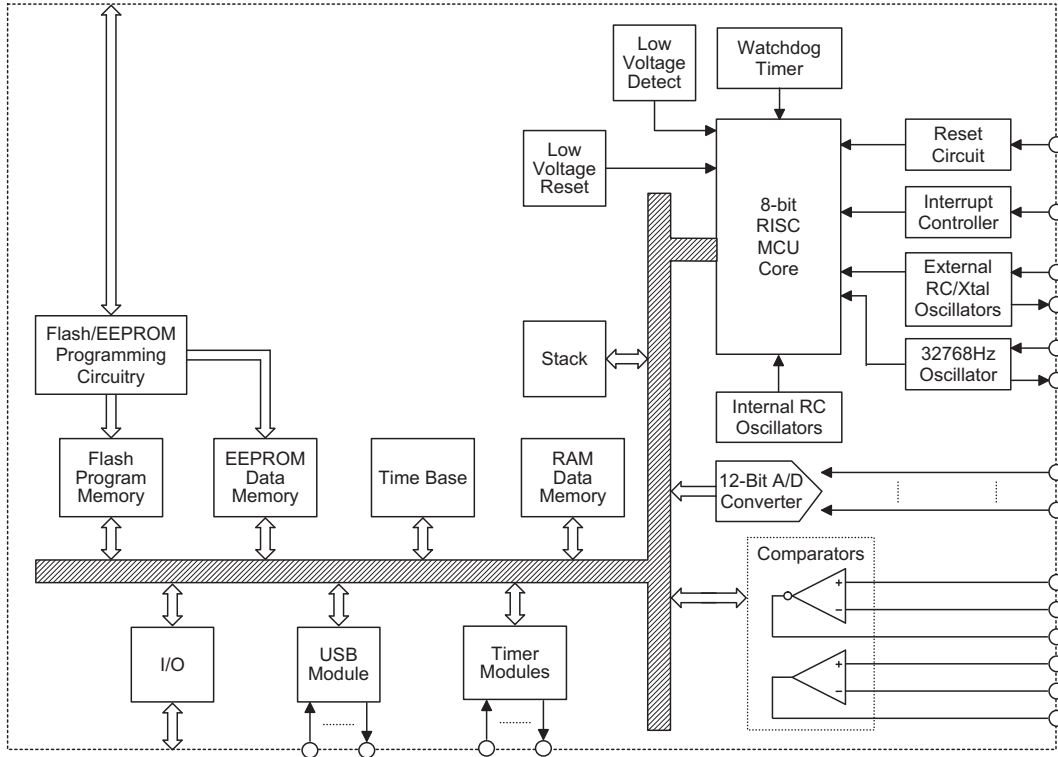 Low
Voltage
Detect
Watchdog
Timer
Low
Voltage
Reset
8-bit
RISC
MCU
Core
Reset
Circuit
Interrupt
Controller
External
RC/Xtal
Oscillators
32768Hz
Oscillator
Internal RC
Oscillators
Flash/EEPROM
Programming
Circuitry
Stack
Flash
Program
Memory
EEPROM
Data
Memory
Time Base
RAM
Data
Memory
12-Bit A/D
Converter
Comparators
+
−
+
−
I/O
USB
Module
Timer
Modules